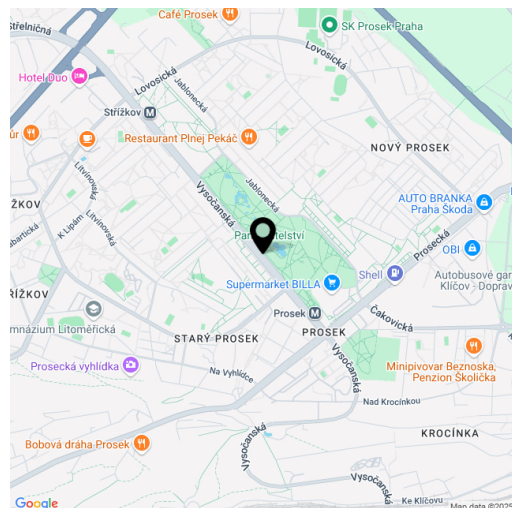 Střelničná
Café Prosek
SK Prosek Praha
Lovosická
Hotel Duo
Lovosická
Jablonecká
Střížkov M
Restaurant Plnej Pekáč
NOVÝ PROSEK
Litvínovská
Jablonecká
Vysočanská
AUTO BRANKA
Praha Škoda
K Lipám
Litvínovská
Prosecká
OBI
Shell
Autobusové
Klíčov - Doprav
Supermarket BILLA
Prosek M
Čakovická
Litoměřická
STARÝ PROSEK
PROSEK
Vysočanská
Prosecká vyhlídka
Na Vyhlídce
Minipivovar Beznoska,
Penzion Školička
Nad Krocínkou
KROCÍNKA
Bobová dráha Prosek
Vysočanská
Vysočanská
Ke Klíčovu
Google
Map data ©2025